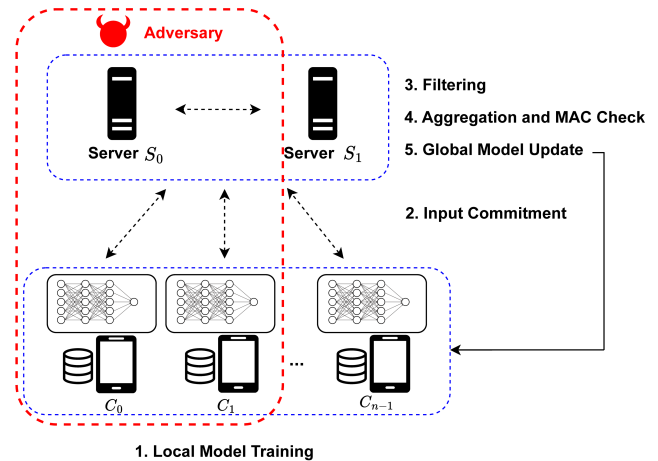 Adversary
3. Filtering
4. Aggregation and MAC Check
Server S₀
Server S₁
5. Global Model Update
2. Input Commitment
...
C₀
C₁
Cₙ₋₁
1. Local Model Training